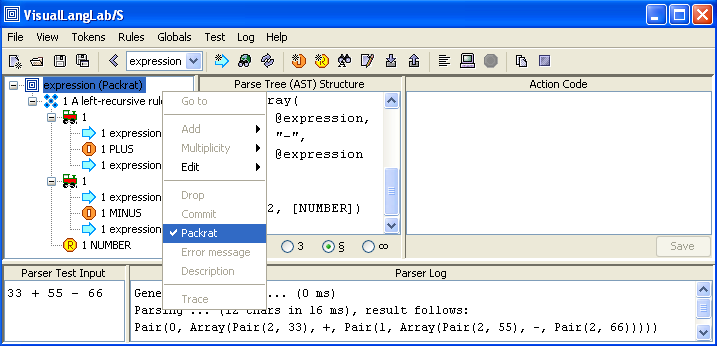 VisualLangLab/S
File View Tokens Rules Globals Test Log Help
expression
Parse Tree (AST) Structure
Action Code
expression (Packrat)
1 A left-recursive rul
1
1 expression
1 PLUS
1 expression
1
1 expression
1 MINUS
1 expression
1 NUMBER
Go to
Add
Multiplicity
Edit
Drop
Commit
Packrat
Error message
Description
Trace
ray(
@expression,
"-",
@expression
2, [NUMBER])
3 § ∞
Save
Parser Test Input
Parser Log
33 + 55 - 66
Gene ... (0 ms)
Parsing ... (12 chars in 16 ms), result follows:
Pair(0, Array(Pair(2, 33), +, Pair(1, Array(Pair(2, 55), -, Pair(2, 66)))))